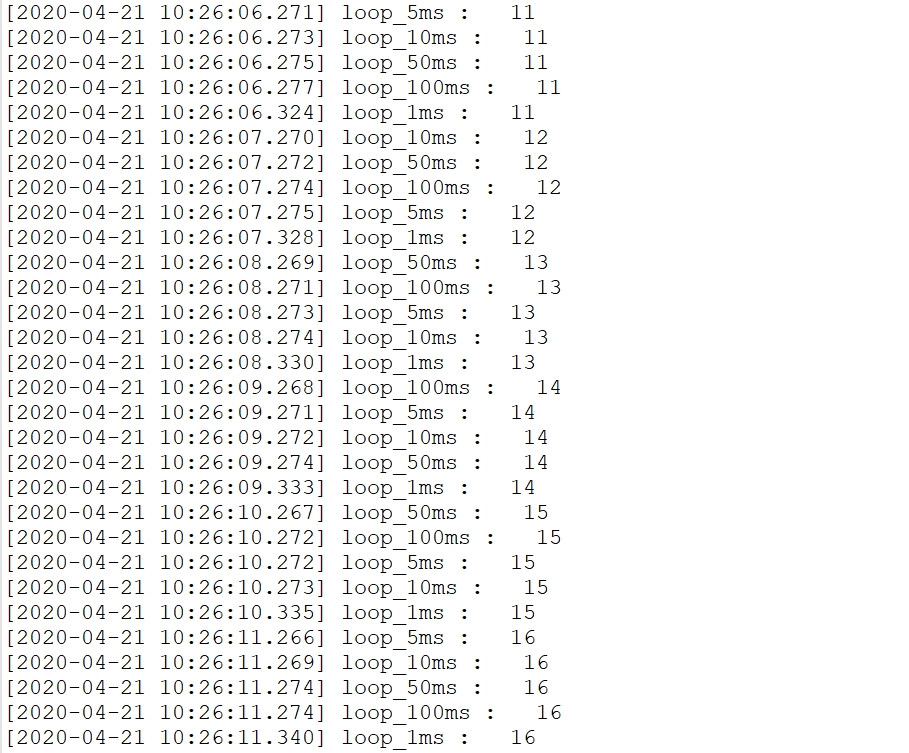 [2020-04-21 10:26:06.271] loop_5ms :   11
[2020-04-21 10:26:06.273] loop_10ms :   11
[2020-04-21 10:26:06.275] loop_50ms :   11
[2020-04-21 10:26:06.277] loop_100ms :   11
[2020-04-21 10:26:06.324] loop_1ms :   11
[2020-04-21 10:26:07.270] loop_10ms :   12
[2020-04-21 10:26:07.272] loop_50ms :   12
[2020-04-21 10:26:07.274] loop_100ms :   12
[2020-04-21 10:26:07.275] loop_5ms :   12
[2020-04-21 10:26:07.328] loop_1ms :   12
[2020-04-21 10:26:08.269] loop_50ms :   13
[2020-04-21 10:26:08.271] loop_100ms :   13
[2020-04-21 10:26:08.273] loop_5ms :   13
[2020-04-21 10:26:08.274] loop_10ms :   13
[2020-04-21 10:26:08.330] loop_1ms :   13
[2020-04-21 10:26:09.268] loop_100ms :   14
[2020-04-21 10:26:09.271] loop_5ms :   14
[2020-04-21 10:26:09.272] loop_10ms :   14
[2020-04-21 10:26:09.274] loop_50ms :   14
[2020-04-21 10:26:09.333] loop_1ms :   14
[2020-04-21 10:26:10.267] loop_50ms :   15
[2020-04-21 10:26:10.272] loop_100ms :   15
[2020-04-21 10:26:10.272] loop_5ms :   15
[2020-04-21 10:26:10.273] loop_10ms :   15
[2020-04-21 10:26:10.335] loop_1ms :   15
[2020-04-21 10:26:11.266] loop_5ms :   16
[2020-04-21 10:26:11.269] loop_10ms :   16
[2020-04-21 10:26:11.274] loop_50ms :   16
[2020-04-21 10:26:11.274] loop_100ms :   16
[2020-04-21 10:26:11.340] loop_1ms :   16